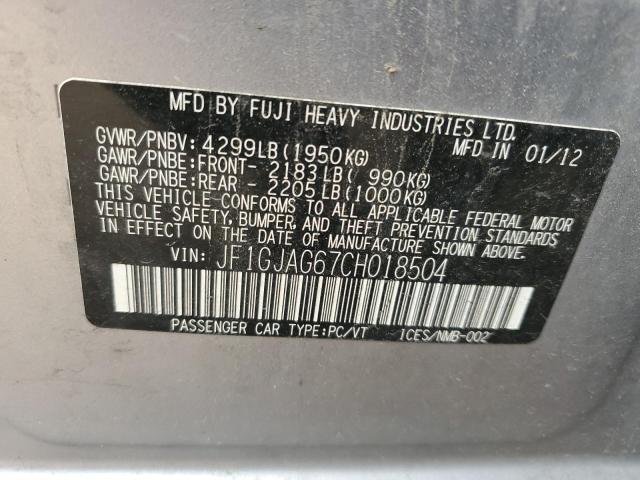 MFD BY FUJI HEAVY INDUSTRIES LTD.
GVWR/PNBV: 4299LB (1950KG) MFD IN 01/12
GAWR/PNBE: FRONT- 2183LB ( 990KG)
GAWR/PNBE: REAR - 2205LB (1000KG)
THIS VEHICLE CONFORMS TO ALL APPLICABLE FEDERAL MOTOR
VEHICLE SAFETY, BUMPER, AND THEFT PREVENTION STANDARDS
IN EFFECT ON THE DATE OF MANUFACTURE SHOWN ABOVE.
VIN: JF1GJAG67CH018504
PASSENGER CAR TYPE: PC/VT ICES/NMB-002